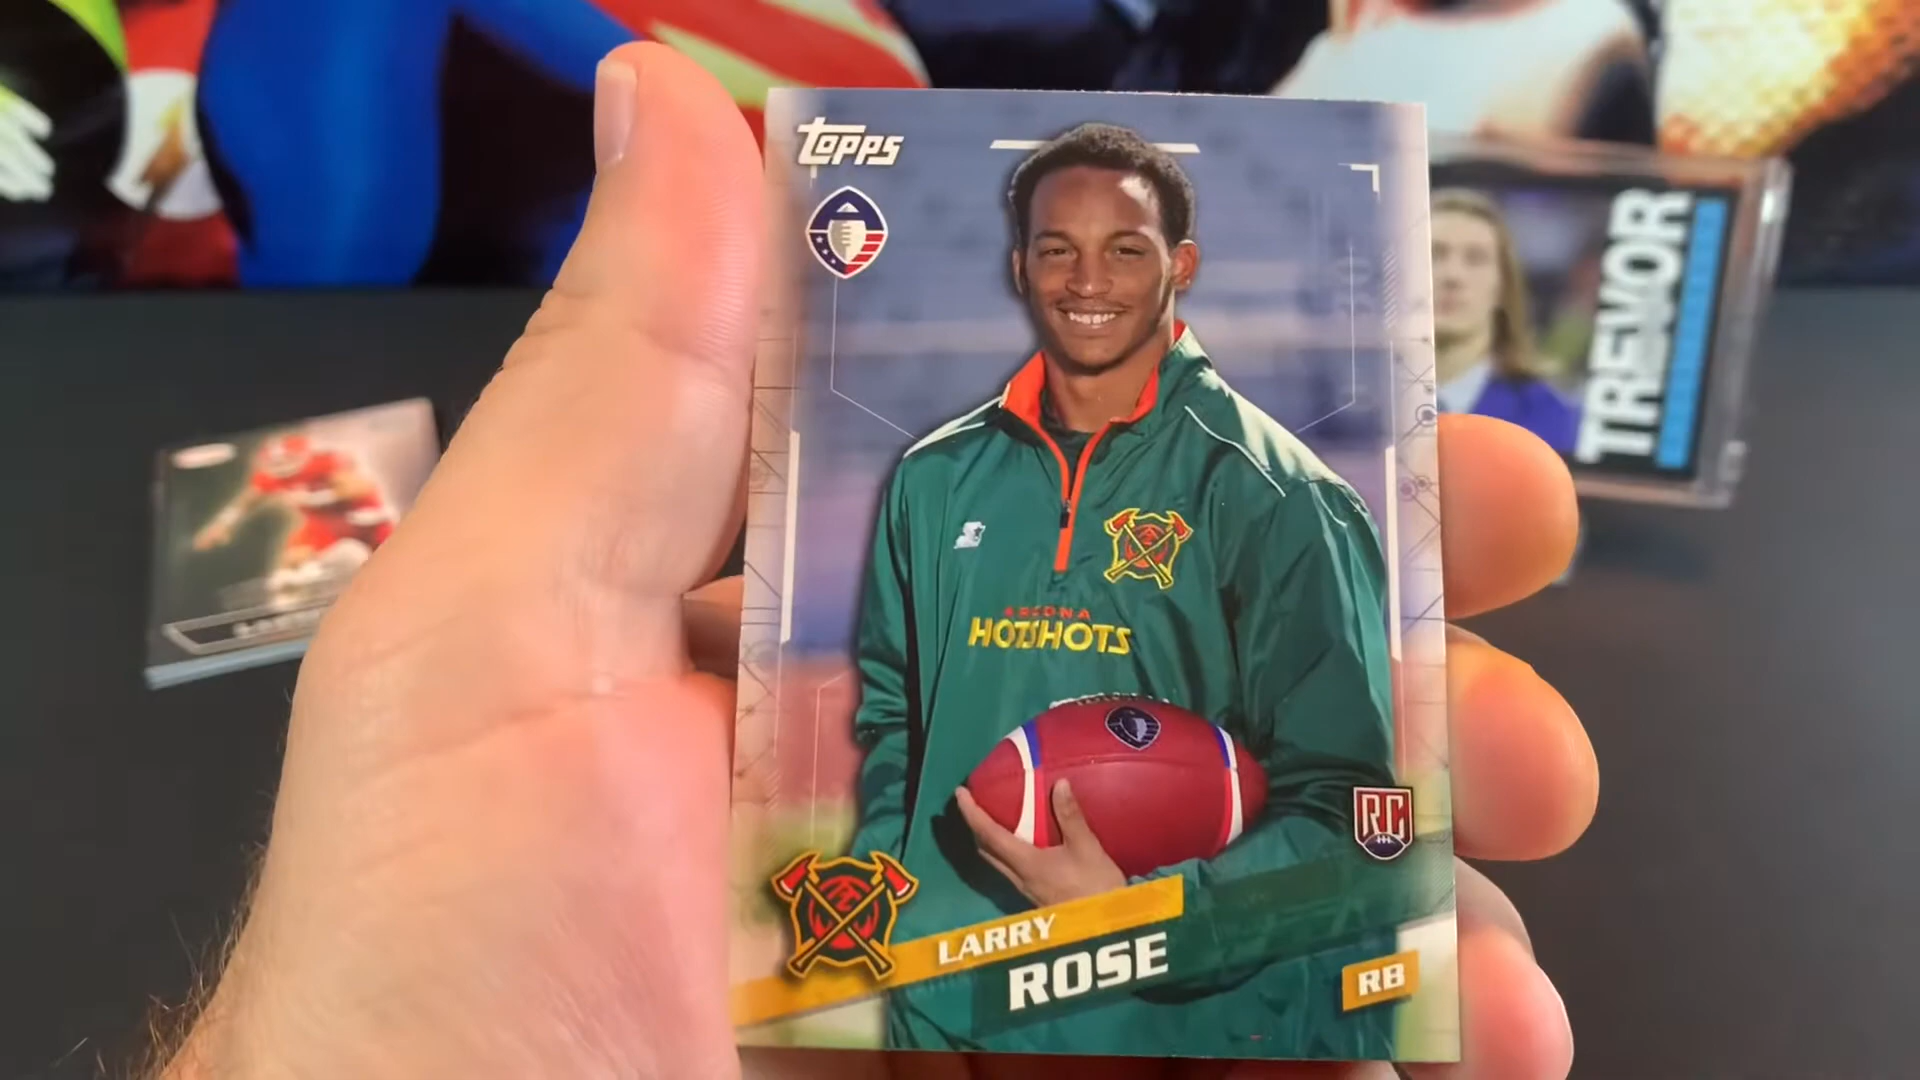 TOPPS
ARIZONA
HOTSHOTS
RC
LARRY
ROSE
RB
TREVOR